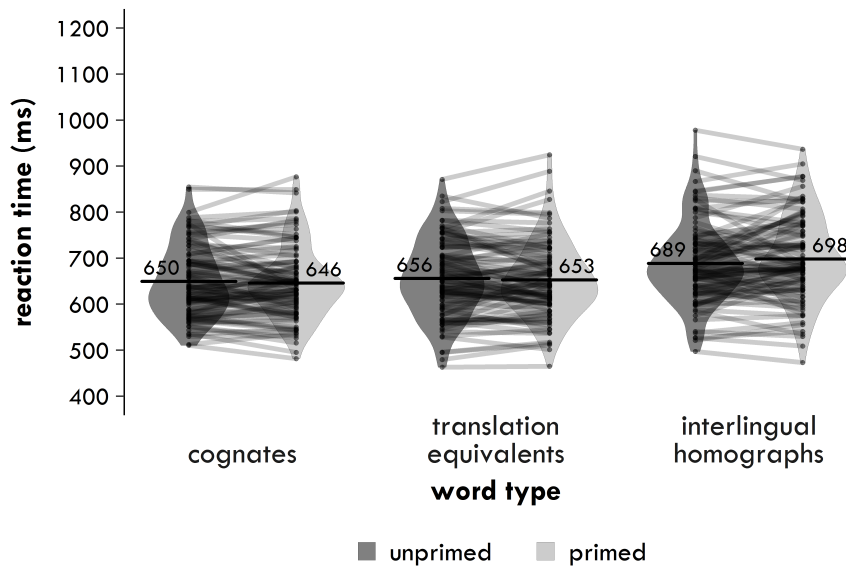 reaction time (ms)
1200
1100
1000
900
800
700
600
500
400
650
646
656
653
689
698
cognates
translation
equivalents
interlingual
homographs
word type
unprimed
primed